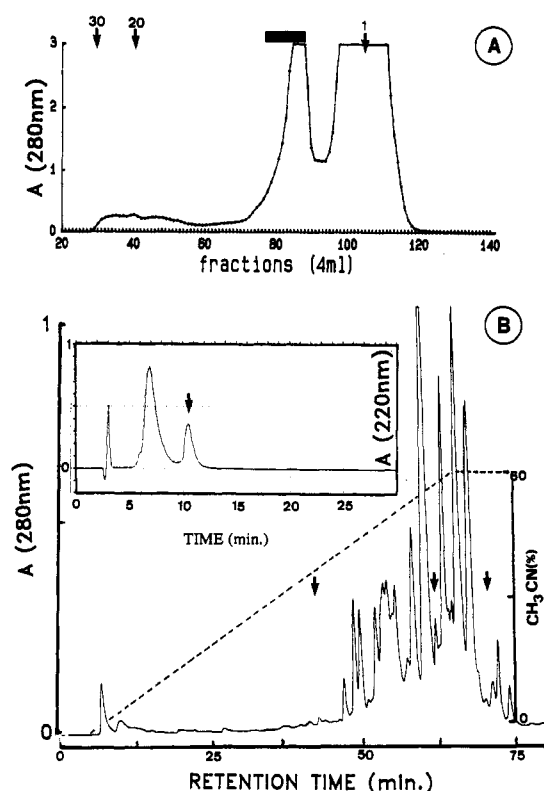 30 20 1
A
3
2
1
0
A (280nm)
20 40 60 80 100 120 140
fractions (4ml)
B
1
0
A (280nm)
1
0
A (220nm)
0 5 10 15 20 25
TIME (min.)
60
0
CH3CN(%)
0 25 50 75
RETENTION TIME (min.)